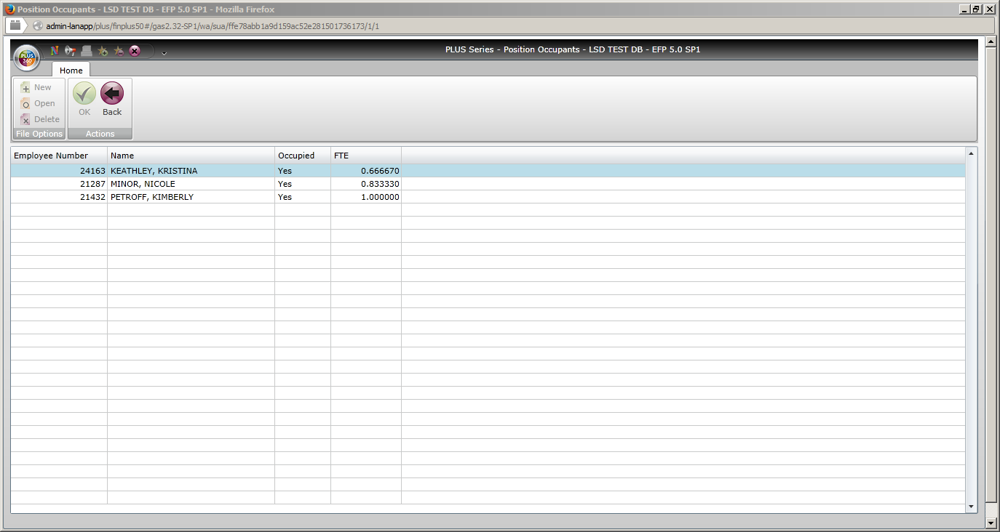 Position Occupants - LSD TEST DB - EFP 5.0 SP1 - Mozilla Firefox
admin-lanapp/plus/finplus50#/gas2.32-SP1/wa/sua/ffe78abb1a9d159ac52e281501736173/1/1
PLUS 360
PLUS Series - Position Occupants - LSD TEST DB - EFP 5.0 SP1
Home
New
Open
Delete
File Options
OK
Back
Actions
Employee Number Name Occupied FTE
24163 KEATHLEY, KRISTINA Yes 0.666670
21287 MINOR, NICOLE Yes 0.833330
21432 PETROFF, KIMBERLY Yes 1.000000